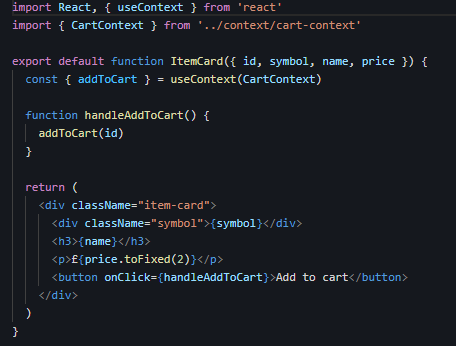 import React, { useContext } from 'react'
import { CartContext } from '../context/cart-context'
export default function ItemCard({ id, symbol, name, price }) {
const { addToCart } = useContext(CartContext)
function handleAddToCart() {
addToCart(id)
}
return (
<div className="item-card">
<div className="symbol">{symbol}</div>
<h3>{name}</h3>
<p>£{price.toFixed(2)}</p>
<button onClick={handleAddToCart}>Add to cart</button>
</div>
)
}